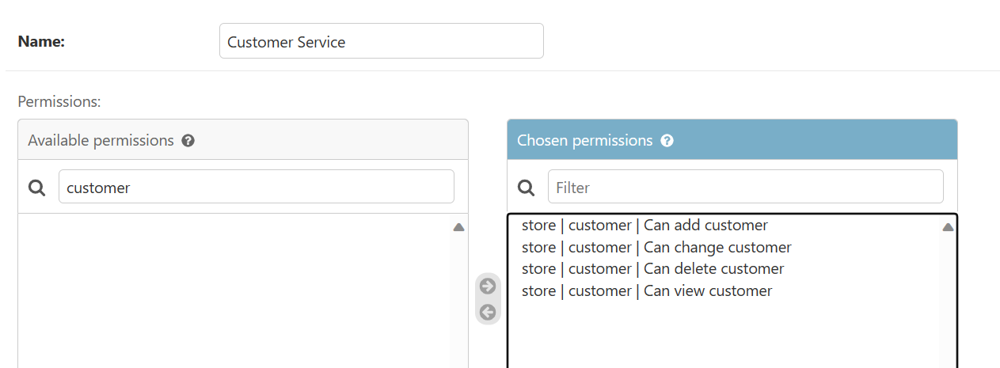 Name:
Customer Service
Permissions:
Available permissions ?
customer
Chosen permissions ?
Filter
store | customer | Can add customer
store | customer | Can change customer
store | customer | Can delete customer
store | customer | Can view customer